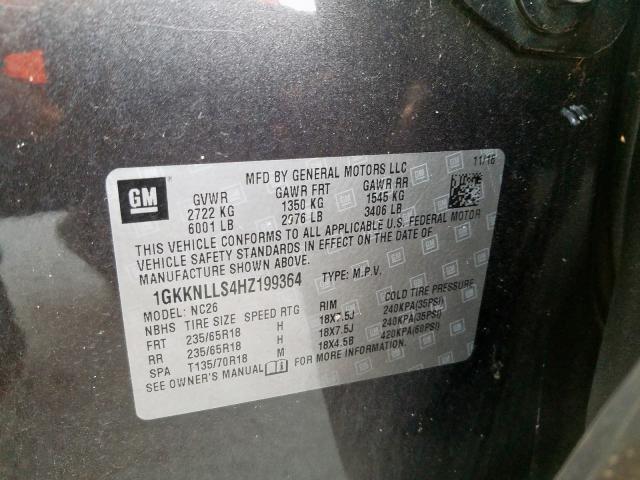 MFD BY GENERAL MOTORS LLC 11/16
GM
GVWR GAWR FRT GAWR RR
2722 KG 1350 KG 1545 KG
6001 LB 2976 LB 3406 LB
THIS VEHICLE CONFORMS TO ALL APPLICABLE U.S. FEDERAL MOTOR
VEHICLE SAFETY STANDARDS IN EFFECT ON THE DATE OF
MANUFACTURE SHOWN ABOVE.
1GKKNLLS4HZ199364 TYPE: M.P.V.
MODEL: NC26
NBHS TIRE SIZE SPEED RTG RIM COLD TIRE PRESSURE
FRT 235/65R18 H 18X7.5J 240KPA(35PSI)
RR 235/65R18 H 18X7.5J 240KPA(35PSI)
SPA T135/70R18 M 18X4.5B 420KPA(60PSI)
SEE OWNER'S MANUAL FOR MORE INFORMATION.